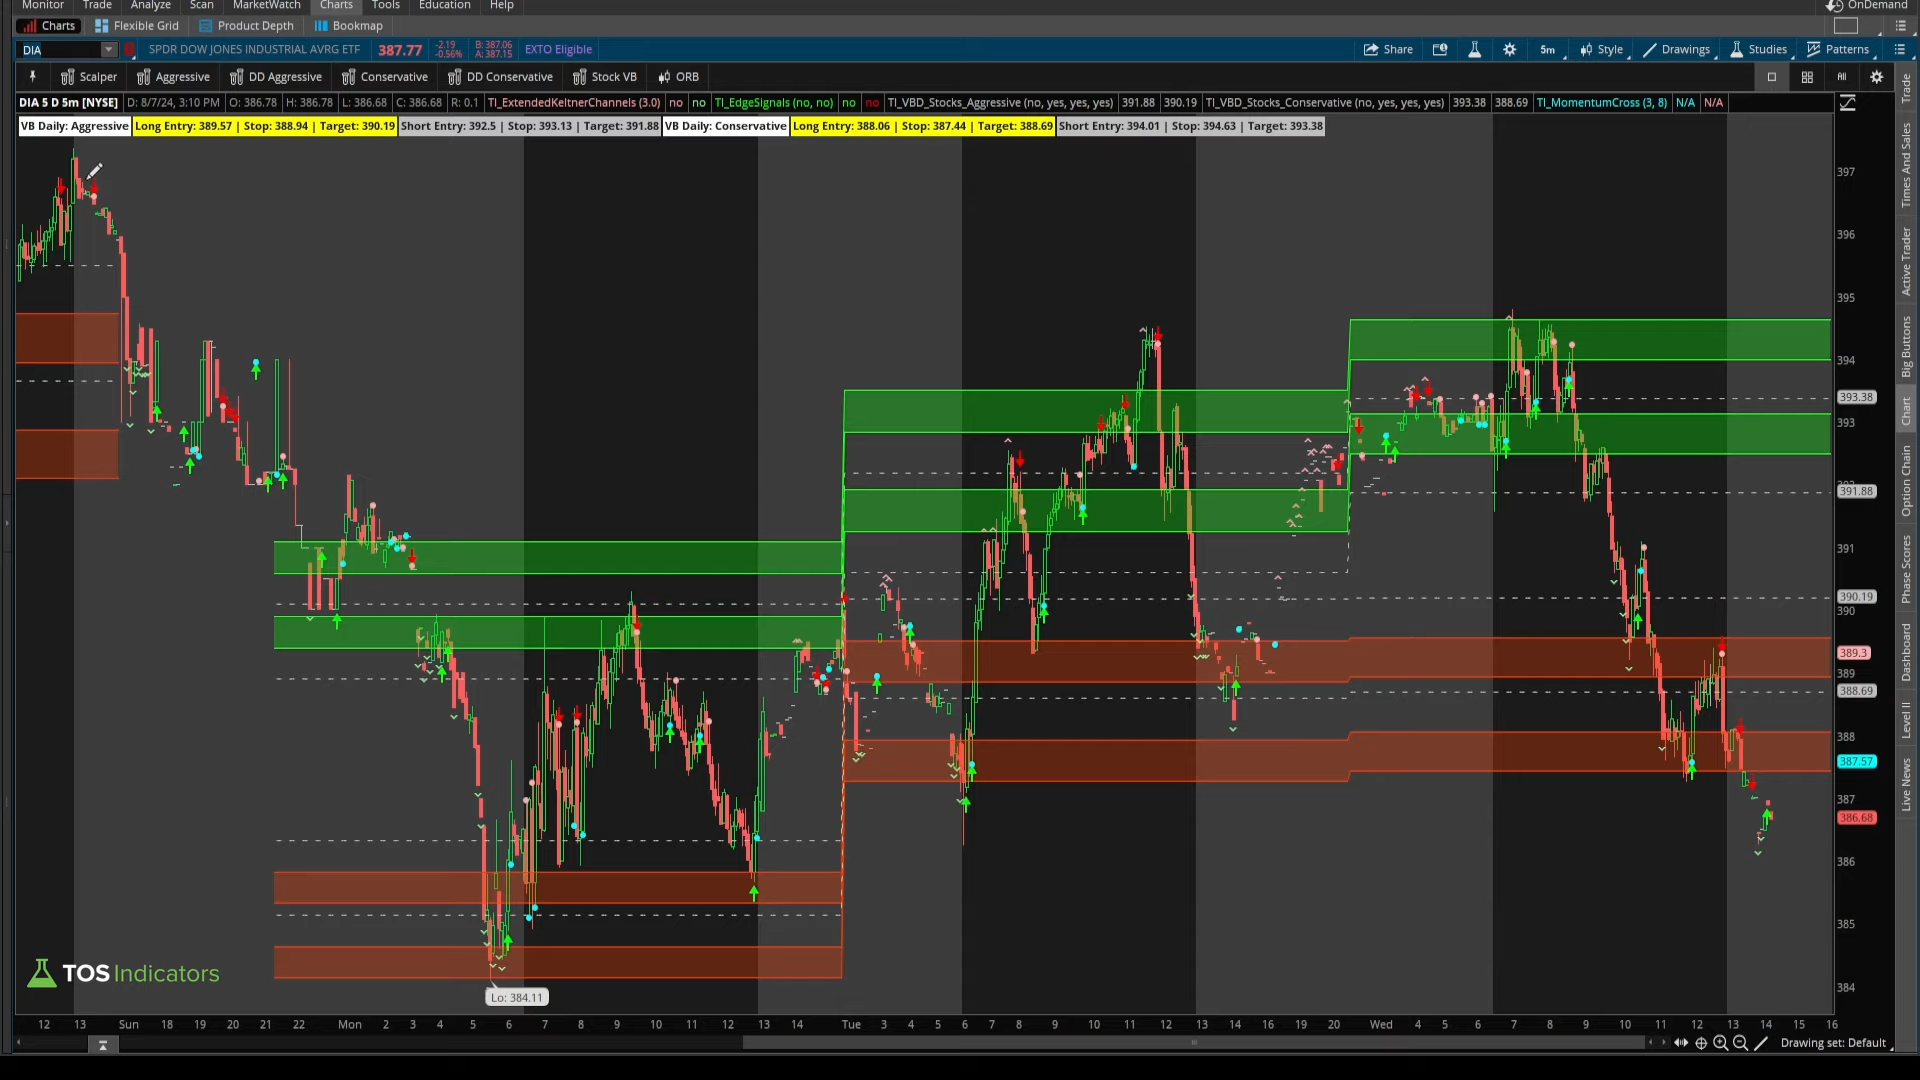 Monitor Trade Analyze Scan MarketWatch Charts Tools Education Help OnDemand
Charts Flexible Grid Product Depth Bookmap
DIA SPDR DOW JONES INDUSTRIAL AVRG ETF 387.77 -2.19 -0.56% B: 387.06 A: 387.15 EXTO Eligible Share 5m Style Drawings Studies Patterns
Scalper Aggressive DD Aggressive Conservative DD Conservative Stock VB ORB
DIA 5 D 5m [NYSE] D: 8/7/24, 3:10 PM O: 386.78 H: 386.78 L: 386.68 C: 386.68 R: 0.1 TI_ExtendedKeltnerChannels (3.0) no no TI_EdgeSignals (no, no) no no TI_VBD_Stocks_Aggressive (no, yes, yes, yes) 391.88 390.19 TI_VBD_Stocks_Conservative (no, yes, yes, yes) 393.38 388.69 TI_MomentumCross (3, 8) N/A N/A
VB Daily: Aggressive Long Entry: 389.57 | Stop: 388.94 | Target: 390.19 Short Entry: 392.5 | Stop: 393.13 | Target: 391.88 VB Daily: Conservative Long Entry: 388.06 | Stop: 387.44 | Target: 388.69 Short Entry: 394.01 | Stop: 394.63 | Target: 393.38
397
396
395
394
393.38
393
391.88
391
390.19
390
389.3
389
388.69
388
387.57
387
386.68
386
385
384
Trade
Times And Sales
Active Trader
Big Buttons
Chart
Option Chain
Phase Scores
Dashboard
Level II
Live News
TOS Indicators
Lo: 384.11
12 13 Sun 18 19 20 21 22 Mon 2 3 4 5 6 7 8 9 10 11 12 13 14 Tue 3 4 5 6 7 8 9 10 11 12 13 14 16 19 20 Wed 4 5 6 7 8 9 10 11 12 13 14 15 16
Drawing set: Default